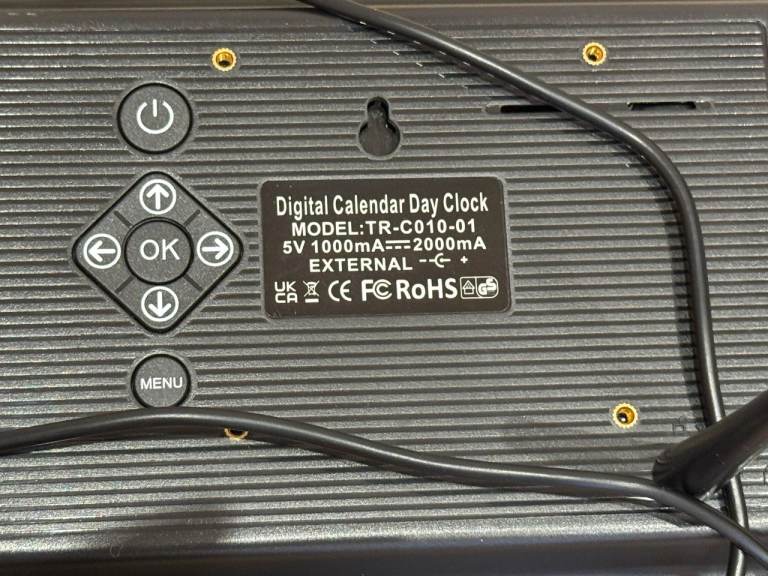 Digital Calendar Day Clock
MODEL:TR-C010-01
5V 1000mA⎓2000mA
EXTERNAL - +
UK CA CE FC RoHS GS
OK
MENU